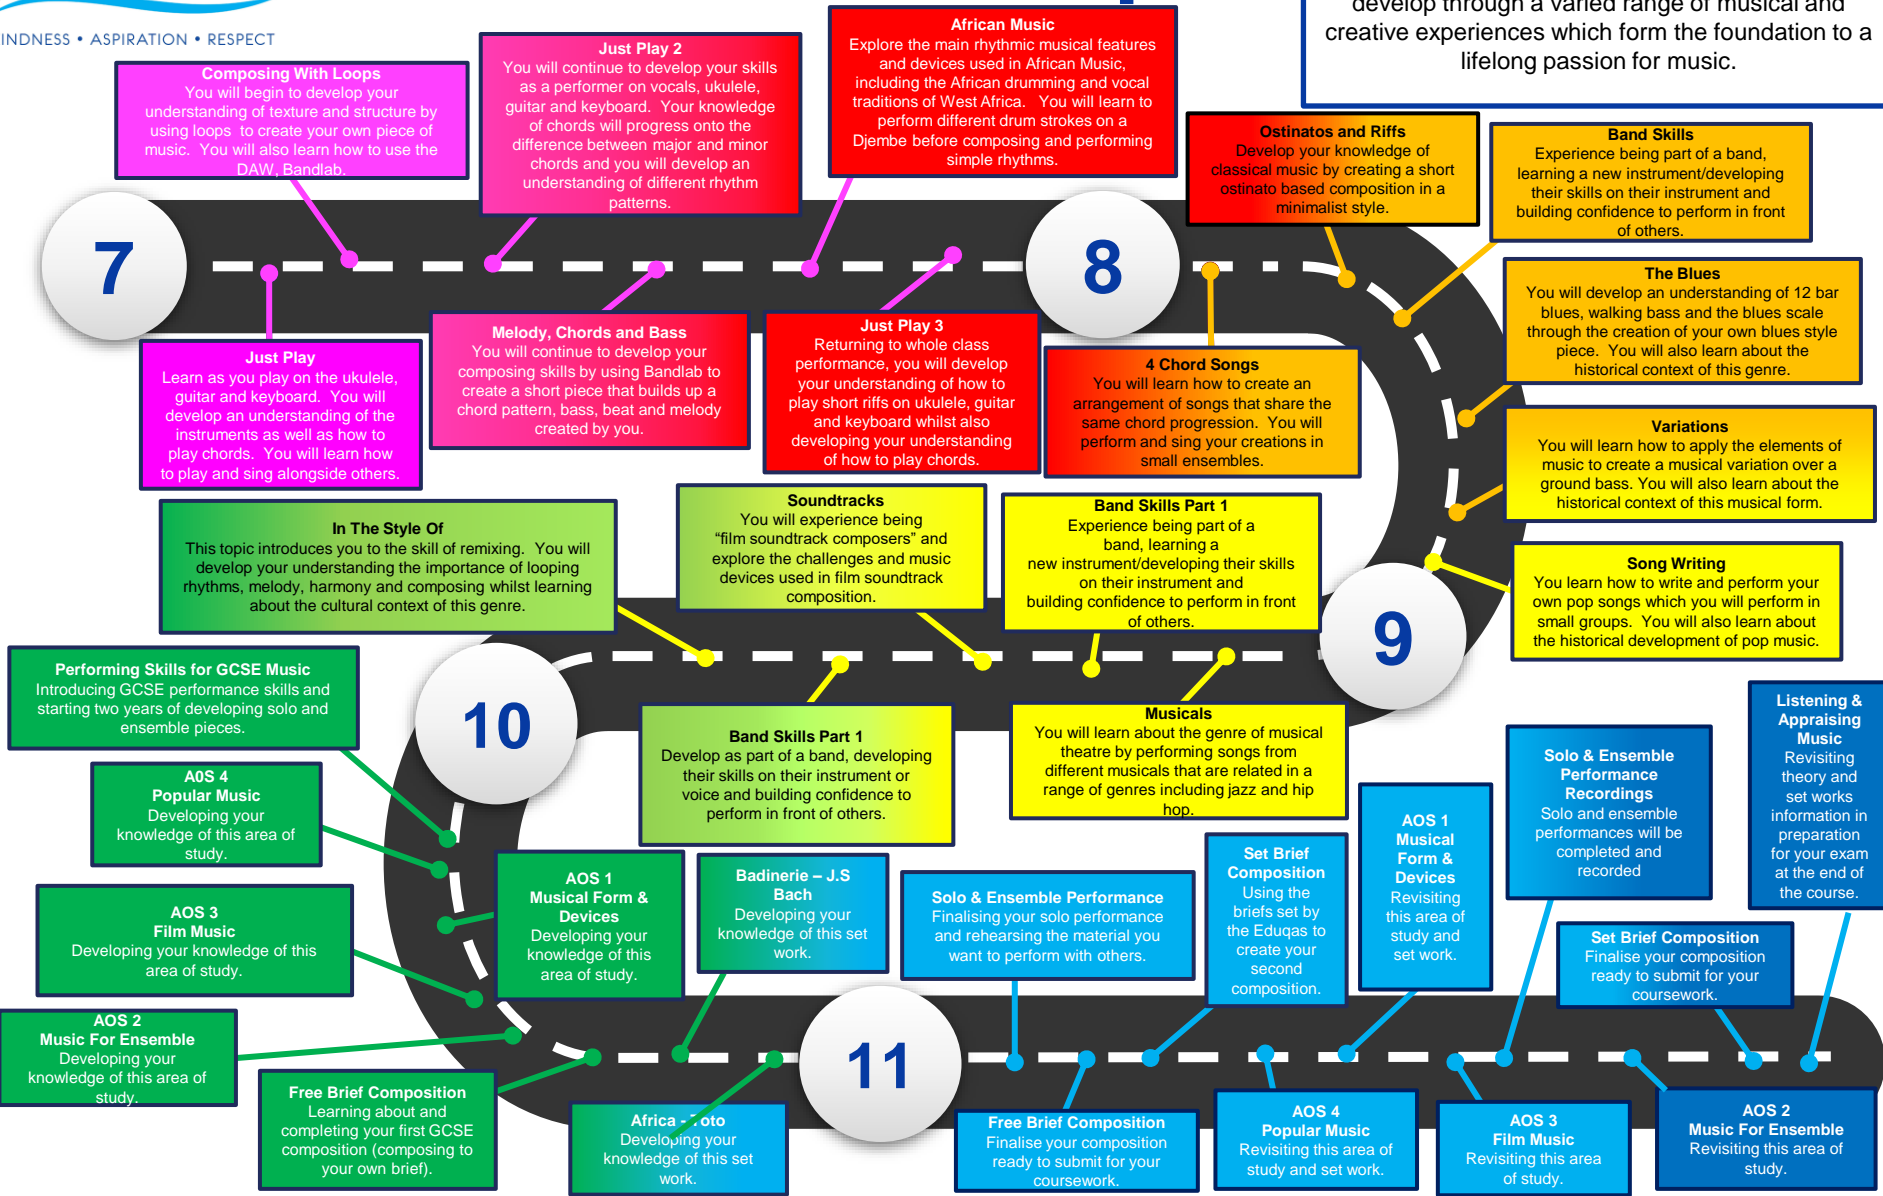 INDNESS • ASPIRATION • RESPECT
develop through a varied range of musical and
creative experiences which form the foundation to a
lifelong passion for music.
Composing With Loops
You will begin to develop your
understanding of texture and structure by
using loops  to create your own piece of
music.  You will also learn how to use the
DAW, Bandlab.
Just Play 2
You will continue to develop your skills
as a performer on vocals, ukulele,
guitar and keyboard.  Your knowledge
of chords will progress onto the
difference between major and minor
chords and you will develop an
understanding of different rhythm
patterns.
African Music
Explore the main rhythmic musical features
and devices used in African Music,
including the African drumming and vocal
traditions of West Africa.   You will learn to
perform different drum strokes on a
Djembe before composing and performing
simple rhythms.
Ostinatos and Riffs
Develop your knowledge of
classical music by creating a short
ostinato based composition in a
minimalist style.
Band Skills
Experience being part of a band,
learning a new instrument/developing
their skills on their instrument and
building confidence to perform in front
of others.
7
8
The Blues
You will develop an understanding of 12 bar
blues, walking bass and the blues scale
through the creation of your own blues style
piece.  You will also learn about the
historical context of this genre.
Just Play
Learn as you play on the ukulele,
guitar and keyboard.  You will
develop an understanding of the
instruments as well as how to
play chords.  You will learn how
to play and sing alongside others.
Melody, Chords and Bass
You will continue to develop your
composing skills by using Bandlab to
create a short piece that builds up a
chord pattern, bass, beat and melody
created by you.
Just Play 3
Returning to whole class
performance, you will develop
your understanding of how to
play short riffs on ukulele, guitar
and keyboard whilst also
developing your understanding
of how to play chords.
4 Chord Songs
You will learn how to create an
arrangement of songs that share the
same chord progression.  You will
perform and sing your creations in
small ensembles.
Variations
You will learn how to apply the elements of
music to create a musical variation over a
ground bass. You will also learn about the
historical context of this musical form.
In The Style Of
This topic introduces you to the skill of remixing.  You will
develop your understanding the importance of looping
rhythms, melody, harmony and composing whilst learning
about the cultural context of this genre.
Soundtracks
You will experience being
“film soundtrack composers” and
explore the challenges and music
devices used in film soundtrack
composition.
Band Skills Part 1
Experience being part of a
band, learning a
new instrument/developing their skills
on their instrument and
building confidence to perform in front
of others.
Song Writing
You learn how to write and perform your
own pop songs which you will perform in
small groups.  You will also learn about
the historical development of pop music.
9
10
Performing Skills for GCSE Music
Introducing GCSE performance skills and
starting two years of developing solo and
ensemble pieces.
Band Skills Part 1
Develop as part of a band, developing
their skills on their instrument or
voice and building confidence to
perform in front of others.
Musicals
You will learn about the genre of musical
theatre by performing songs from
different musicals that are related in a
range of genres including jazz and hip
hop.
A0S 4
Popular Music
Developing your
knowledge of this area of
study.
AOS 3
Film Music
Developing your knowledge of this
area of study.
AOS 2
Music For Ensemble
Developing your
knowledge of this area of
study.
AOS 1
Musical Form &
Devices
Developing your
knowledge of this
area of study.
Free Brief Composition
Learning about and
completing your first GCSE
composition (composing to
your own brief).
Badinerie – J.S
Bach
Developing your
knowledge of this set
work.
Africa - Toto
Developing your
knowledge of this set
work.
11
Solo & Ensemble Performance
Finalising your solo performance
and rehearsing the material you
want to perform with others.
Free Brief Composition
Finalise your composition
ready to submit for your
coursework.
Set Brief
Composition
Using the
briefs set by
the Eduqas to
create your
second
composition.
AOS 4
Popular Music
Revisiting this area of
study and set work.
AOS 1
Musical
Form &
Devices
Revisiting
this area of
study and
set work.
AOS 3
Film Music
Revisiting this area
of study.
Solo & Ensemble
Performance
Recordings
Solo and ensemble
performances will be
completed and
recorded
AOS 2
Music For Ensemble
Revisiting this area of
study.
Set Brief Composition
Finalise your composition
ready to submit for your
coursework.
Listening &
Appraising
Music
Revisiting
theory and
set works
information in
preparation
for your exam
at the end of
the course.